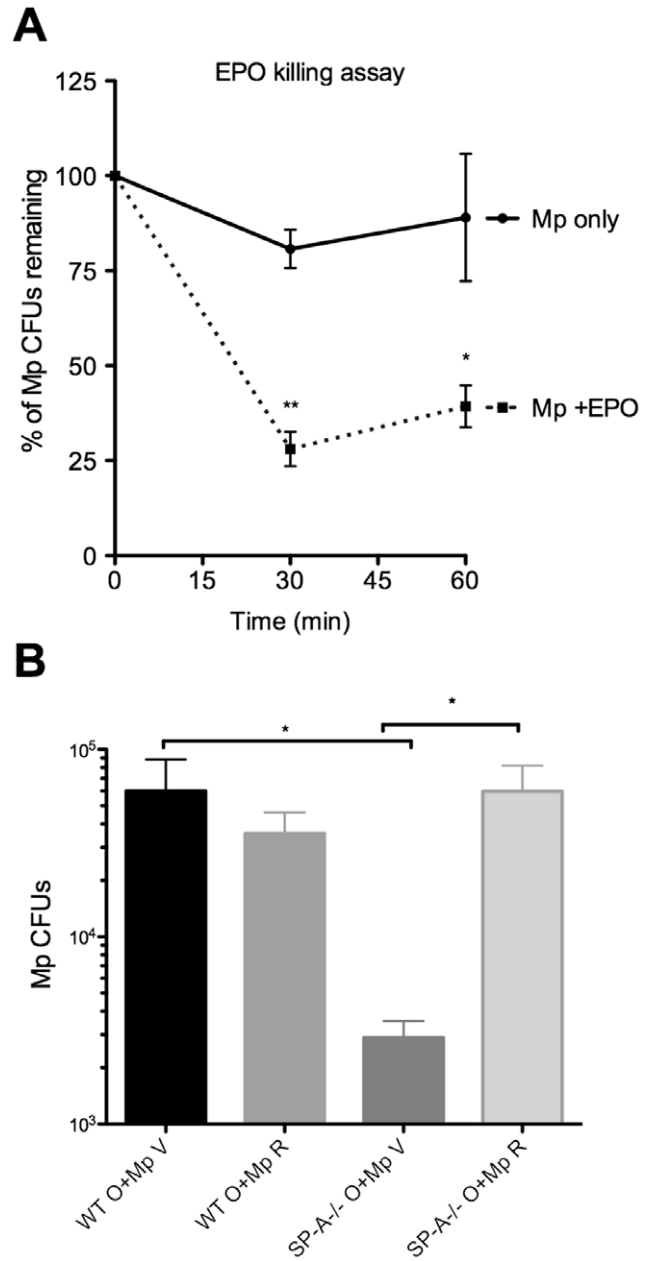 A
EPO killing assay
125
100
75
50
25
0
% of Mp CFUs remaining
**
*
Mp only
Mp +EPO
0 15 30 45 60
Time (min)
B
*
*
10⁵
10⁴
10³
Mp CFUs
WT O+Mp V
WT O+Mp R
SP-A-/- O+Mp V
SP-A-/- O+Mp R